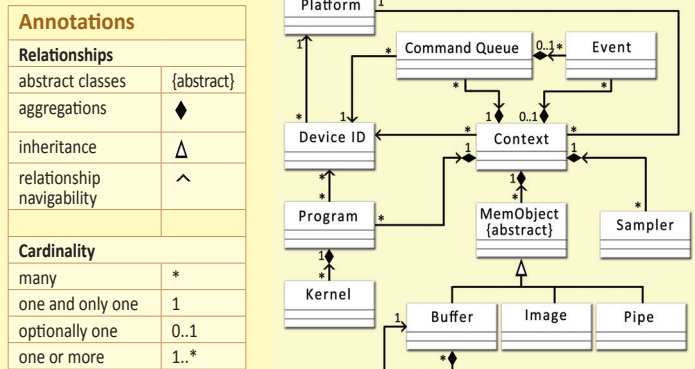 Annotations
Relationships
abstract classes {abstract}
aggregations
inheritance
relationship
navigability
Cardinality
many *
one and only one 1
optionally one 0..1
one or more 1..*
Platform 1
1
* Command Queue 0..1 * Event
* *
* 1 1 0..1
Device ID * Context *
* 1 1
* 1
* *
Program * MemObject
{abstract} * Sampler
1
*
Kernel
1 Buffer Image Pipe
*